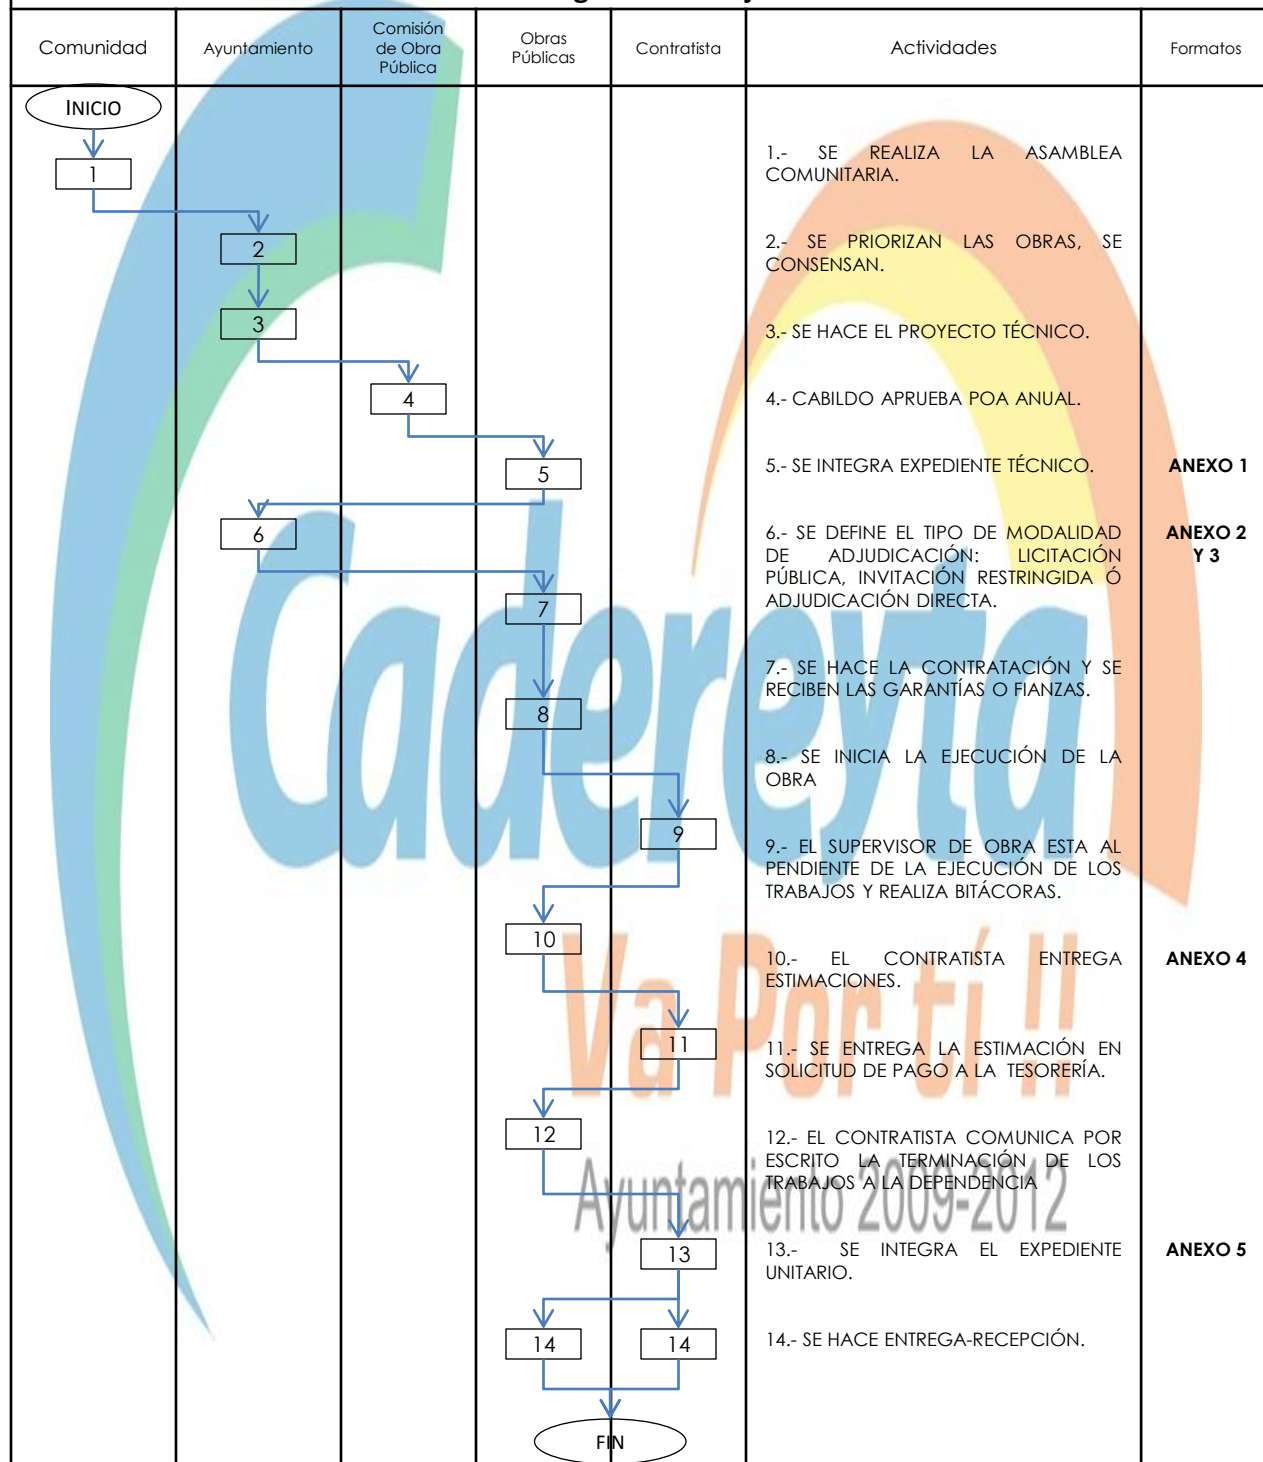 Comunidad
Ayuntamiento
Comisión
de Obra
Pública
Obras
Públicas
Contratista
Actividades
Formatos
INICIO
1
1.- SE REALIZA LA ASAMBLEA
COMUNITARIA.
2
2.- SE PRIORIZAN LAS OBRAS, SE
CONSENSAN.
3
3.- SE HACE EL PROYECTO TÉCNICO.
4
4.- CABILDO APRUEBA POA ANUAL.
5
5.- SE INTEGRA EXPEDIENTE TÉCNICO.
ANEXO 1
6
6.- SE DEFINE EL TIPO DE MODALIDAD
DE ADJUDICACIÓN: LICITACIÓN
PÚBLICA, INVITACIÓN RESTRINGIDA Ó
ADJUDICACIÓN DIRECTA.
ANEXO 2
Y 3
7
7.- SE HACE LA CONTRATACIÓN Y SE
RECIBEN LAS GARANTÍAS O FIANZAS.
8
8.- SE INICIA LA EJECUCIÓN DE LA
OBRA
9
9.- EL SUPERVISOR DE OBRA ESTA AL
PENDIENTE DE LA EJECUCIÓN DE LOS
TRABAJOS Y REALIZA BITÁCORAS.
10
10.- EL CONTRATISTA ENTREGA
ESTIMACIONES.
ANEXO 4
11
11.- SE ENTREGA LA ESTIMACIÓN EN
SOLICITUD DE PAGO A LA TESORERÍA.
12
12.- EL CONTRATISTA COMUNICA POR
ESCRITO LA TERMINACIÓN DE LOS
TRABAJOS A LA DEPENDENCIA
13
13.- SE INTEGRA EL EXPEDIENTE
UNITARIO.
ANEXO 5
14
14
14.- SE HACE ENTREGA-RECEPCIÓN.
FIN
Cadereyta
Va Por tí !!
Ayuntamiento 2009-2012